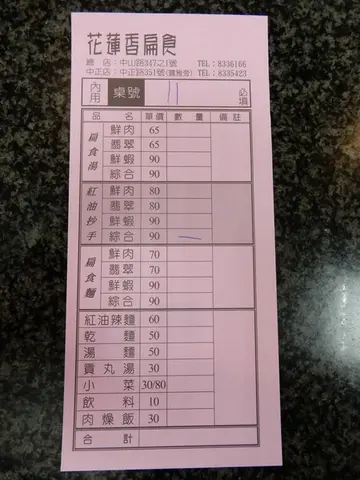 花蓮香扁食
總店:中山路347之1號 TEL:8336166
中正店:中正路351號(鵝房旁) TEL:8335423
內用 桌號 11 必填
品名 單價 數量 備註
扁食湯
鮮肉 65
翡翠 65
鮮蝦 90
綜合 90
紅油抄手
鮮肉 80
翡翠 80
鮮蝦 90
綜合 90 一
扁食麵
鮮肉 70
翡翠 70
鮮蝦 90
綜合 90
紅油辣麵 60
乾麵 50
湯麵 50
貢丸湯 30
小菜 30/80
飲料 10
肉燥飯 30
合計